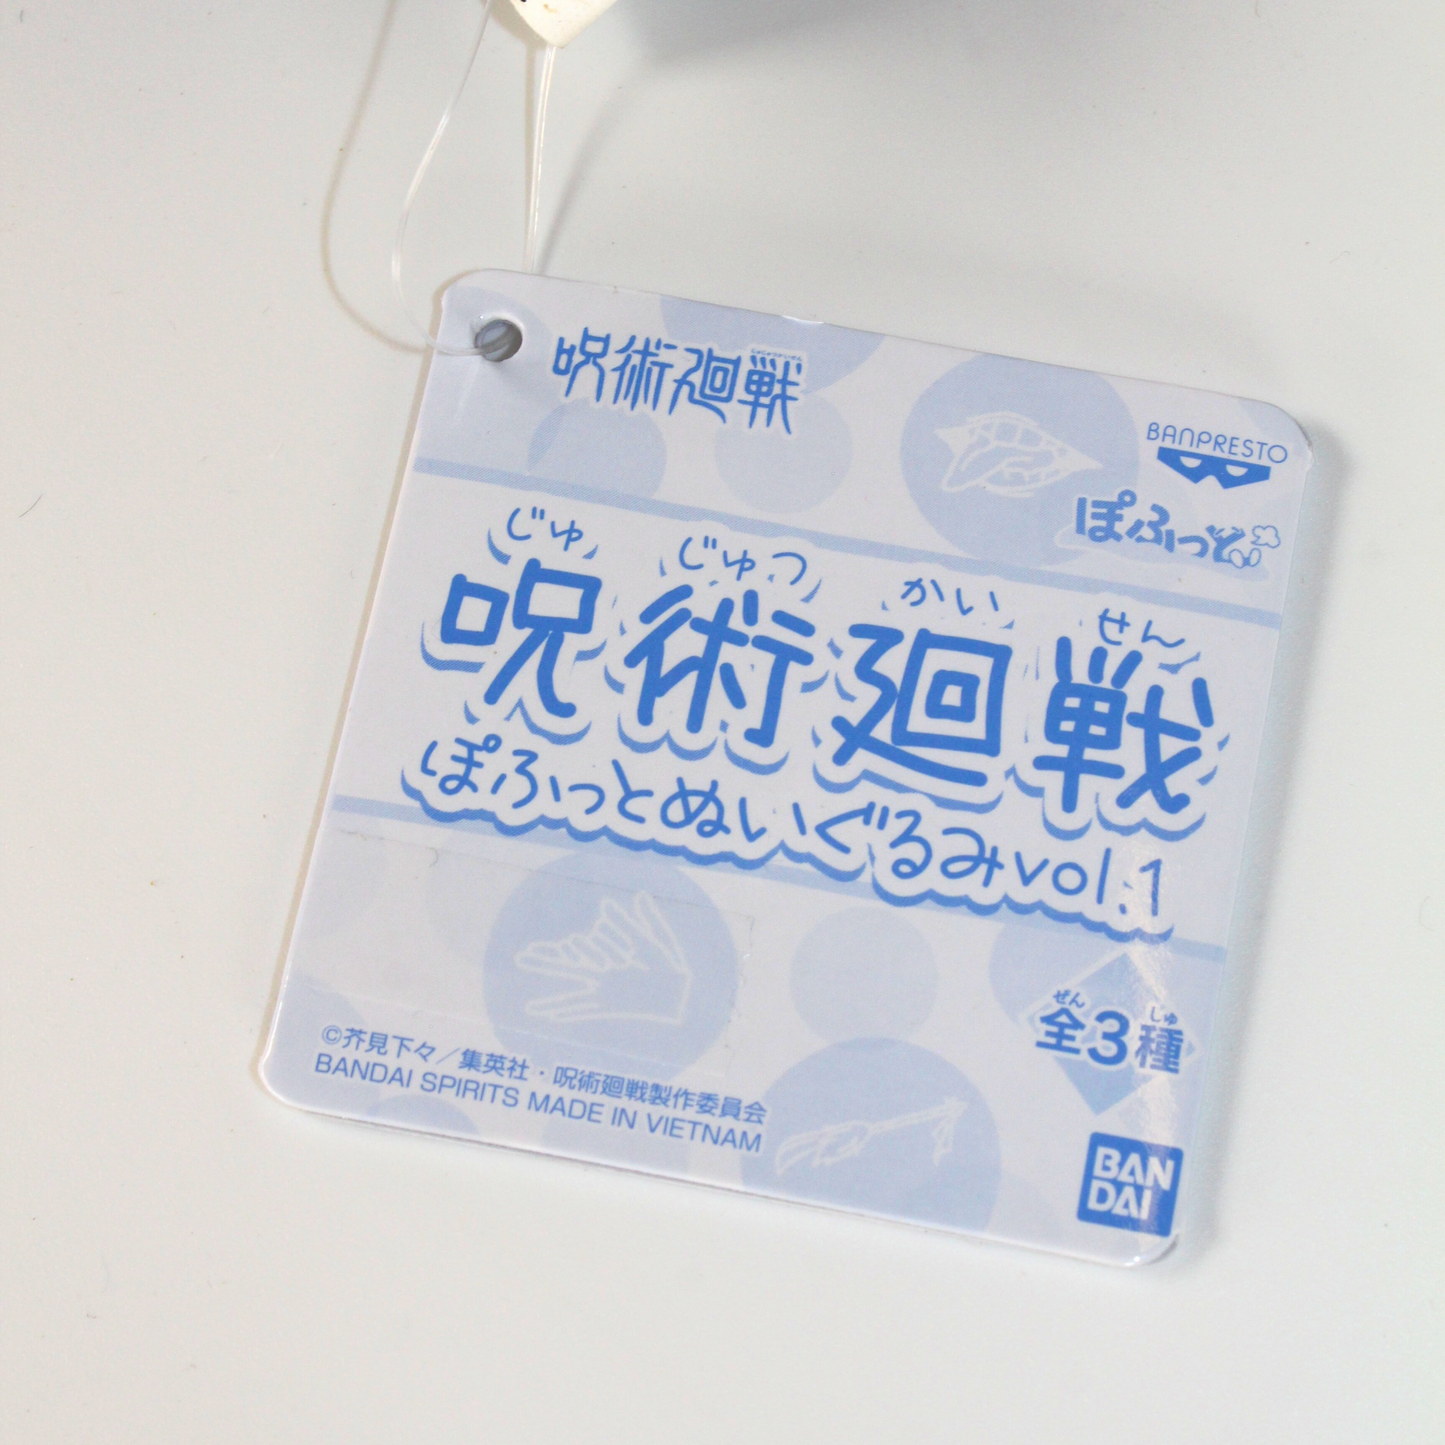 呪術廻戦
BANPRESTO
ぽふっと
じゅ じゅつ かい せん
呪術廻戦
ぽふっとぬいぐるみvol.1
ぜん しゅ
全3種
©芥見下々／集英社・呪術廻戦製作委員会
BANDAI SPIRITS MADE IN VIETNAM
BAN
DAI